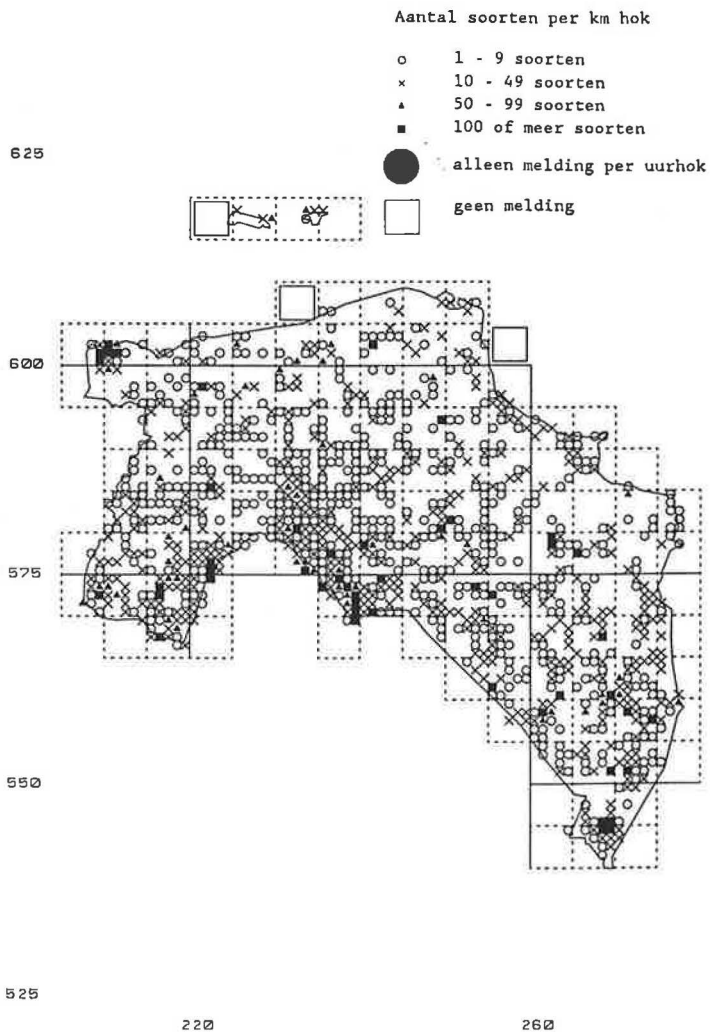 Aantal soorten per km hok
1 - 9 soorten
10 - 49 soorten
50 - 99 soorten
100 of meer soorten
alleen melding per uurhok
geen melding
625
600
575
550
525
220
260